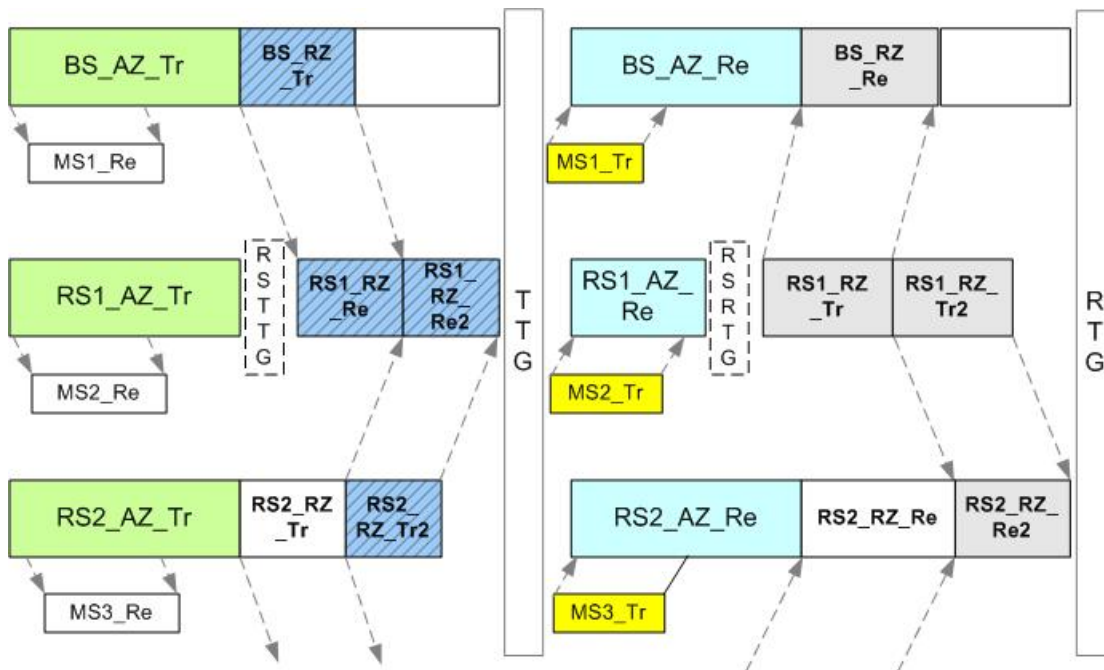 BS_AZ_Tr
BS_RZ
_Tr
BS_AZ_Re
BS_RZ
_Re
MS1_Re
MS1_Tr
RS1_AZ_Tr
R
S
T
T
G
RS1_RZ
_Re
RS1_
RZ_
Re2
T
T
G
RS1_AZ_
Re
R
S
R
T
G
RS1_RZ
_Tr
RS1_RZ_
Tr2
R
T
G
MS2_Re
MS2_Tr
RS2_AZ_Tr
RS2_RZ
_Tr
RS2_
RZ_Tr2
RS2_AZ_Re
RS2_RZ_Re
RS2_RZ_
Re2
MS3_Re
MS3_Tr